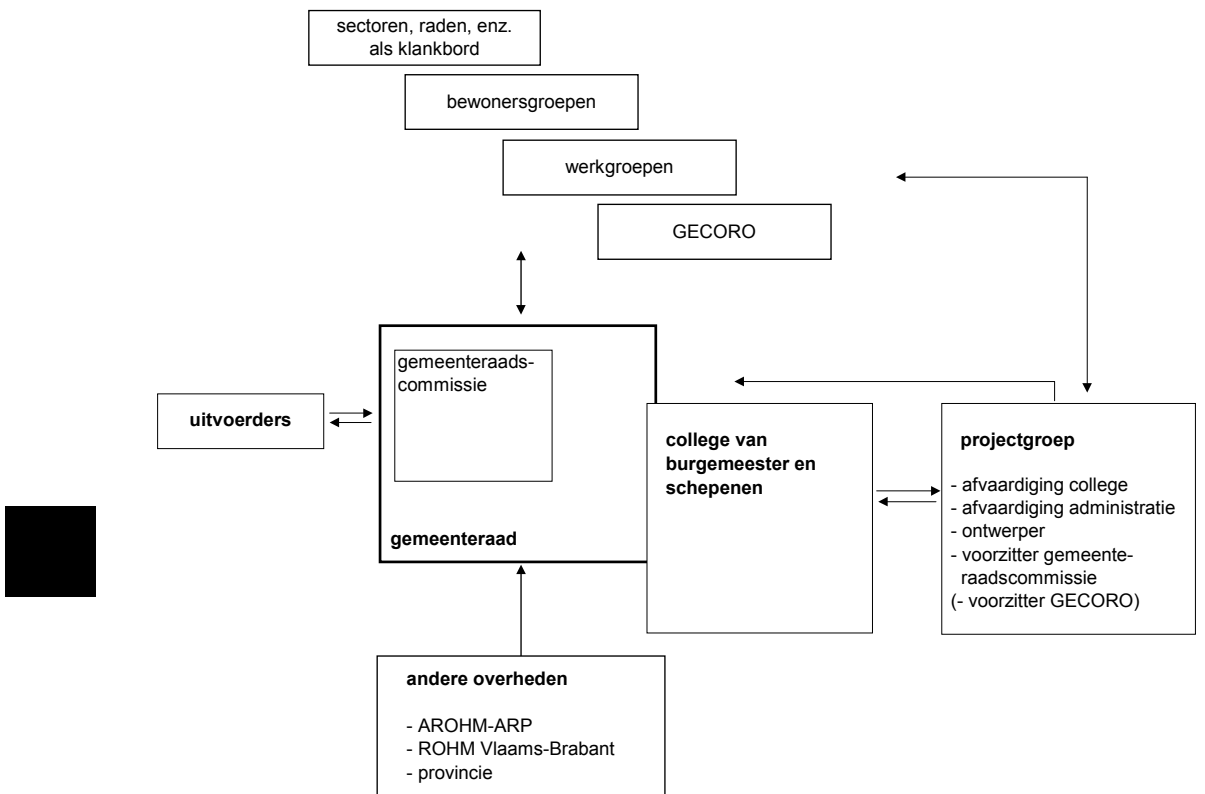 sectoren, raden, enz.
als klankbord
bewonersgroepen
werkgroepen
GECORO
gemeenteraads-
commissie
gemeenteraad
uitvoerders
college van
burgemeester en
schepenen
projectgroep
- afvaardiging college
- afvaardiging administratie
- ontwerper
- voorzitter gemeente-
raadscommissie
(- voorzitter GECORO)
andere overheden
- AROHM-ARP
- ROHM Vlaams-Brabant
- provincie